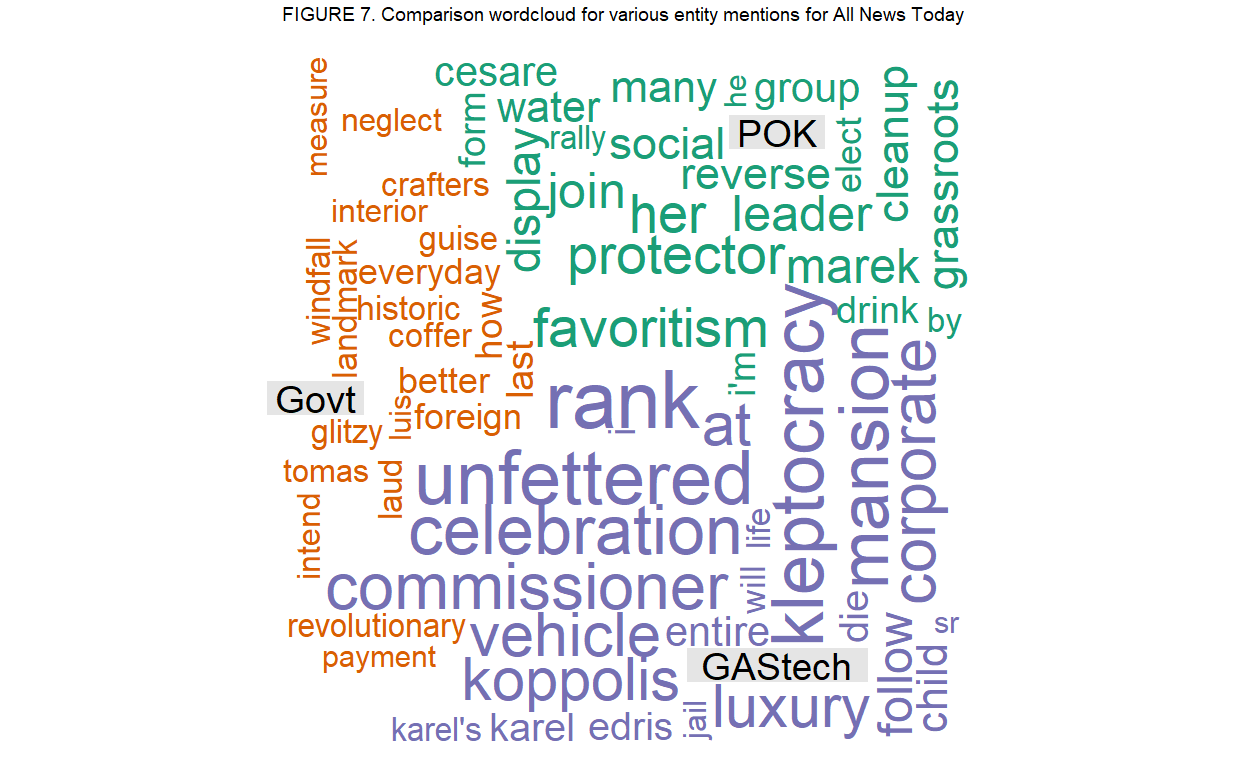 FIGURE 7. Comparison wordcloud for various entity mentions for All News Today
measure
cesare
many
he
group
cleanup
grassroots
neglect
form
water
rally
social
POK
elect
display
crafters
join
reverse
interior
her
leader
guise
protector
marek
windfall
landmark
everyday
historic
how
kleptocracy
drink
by
coffer
favoritism
mansion
corporate
last
i'm
better
rank
at
Govt
luis
foreign
glitzy
tomas
laud
unfettered
intend
celebration
life
commissioner
will
die
revolutionary
vehicle
entire
sr
payment
koppolis
GAStech
follow
child
luxury
jail
karel's
karel
edris